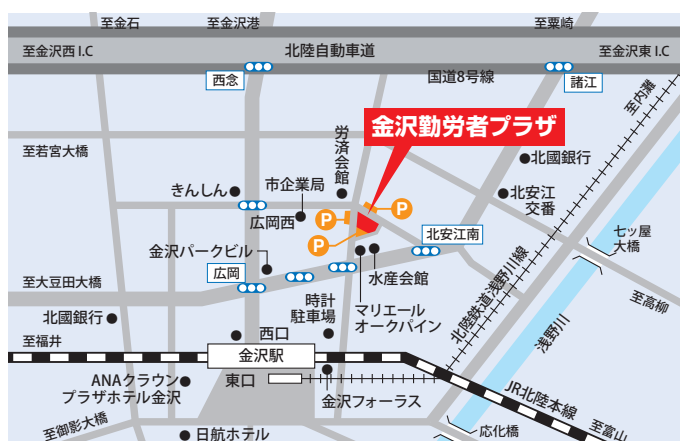 至金石
至金沢港
至粟崎
至金沢西 I.C
北陸自動車道
至金沢東 I.C
西念
国道8号線
諸江
至内灘
金沢勤労者プラザ
至若宮大橋
労済会館
北國銀行
きんしん
市企業局
北安江
交番
P
P
P
広岡西
北安江南
七ッ屋
大橋
金沢パークビル
水産会館
至大豆田大橋
広岡
マリエール
オークパイン
北陸鉄道浅野川線
浅野川
至高柳
時計
駐車場
北國銀行
西口
至福井
金沢駅
ANAクラウン
プラザホテル金沢
東口
金沢フォーラス
JR北陸本線
至御影大橋
日航ホテル
応化橋
至富山